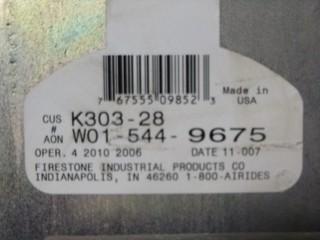 7 67555 09852 3
Made in
USA
CUS K303-28
#
AON W01-544-9675
OPER. 4 2010 2006 DATE 11-007
FIRESTONE INDUSTRIAL PRODUCTS CO
INDIANAPOLIS, IN 46260 1-800-AIRIDES